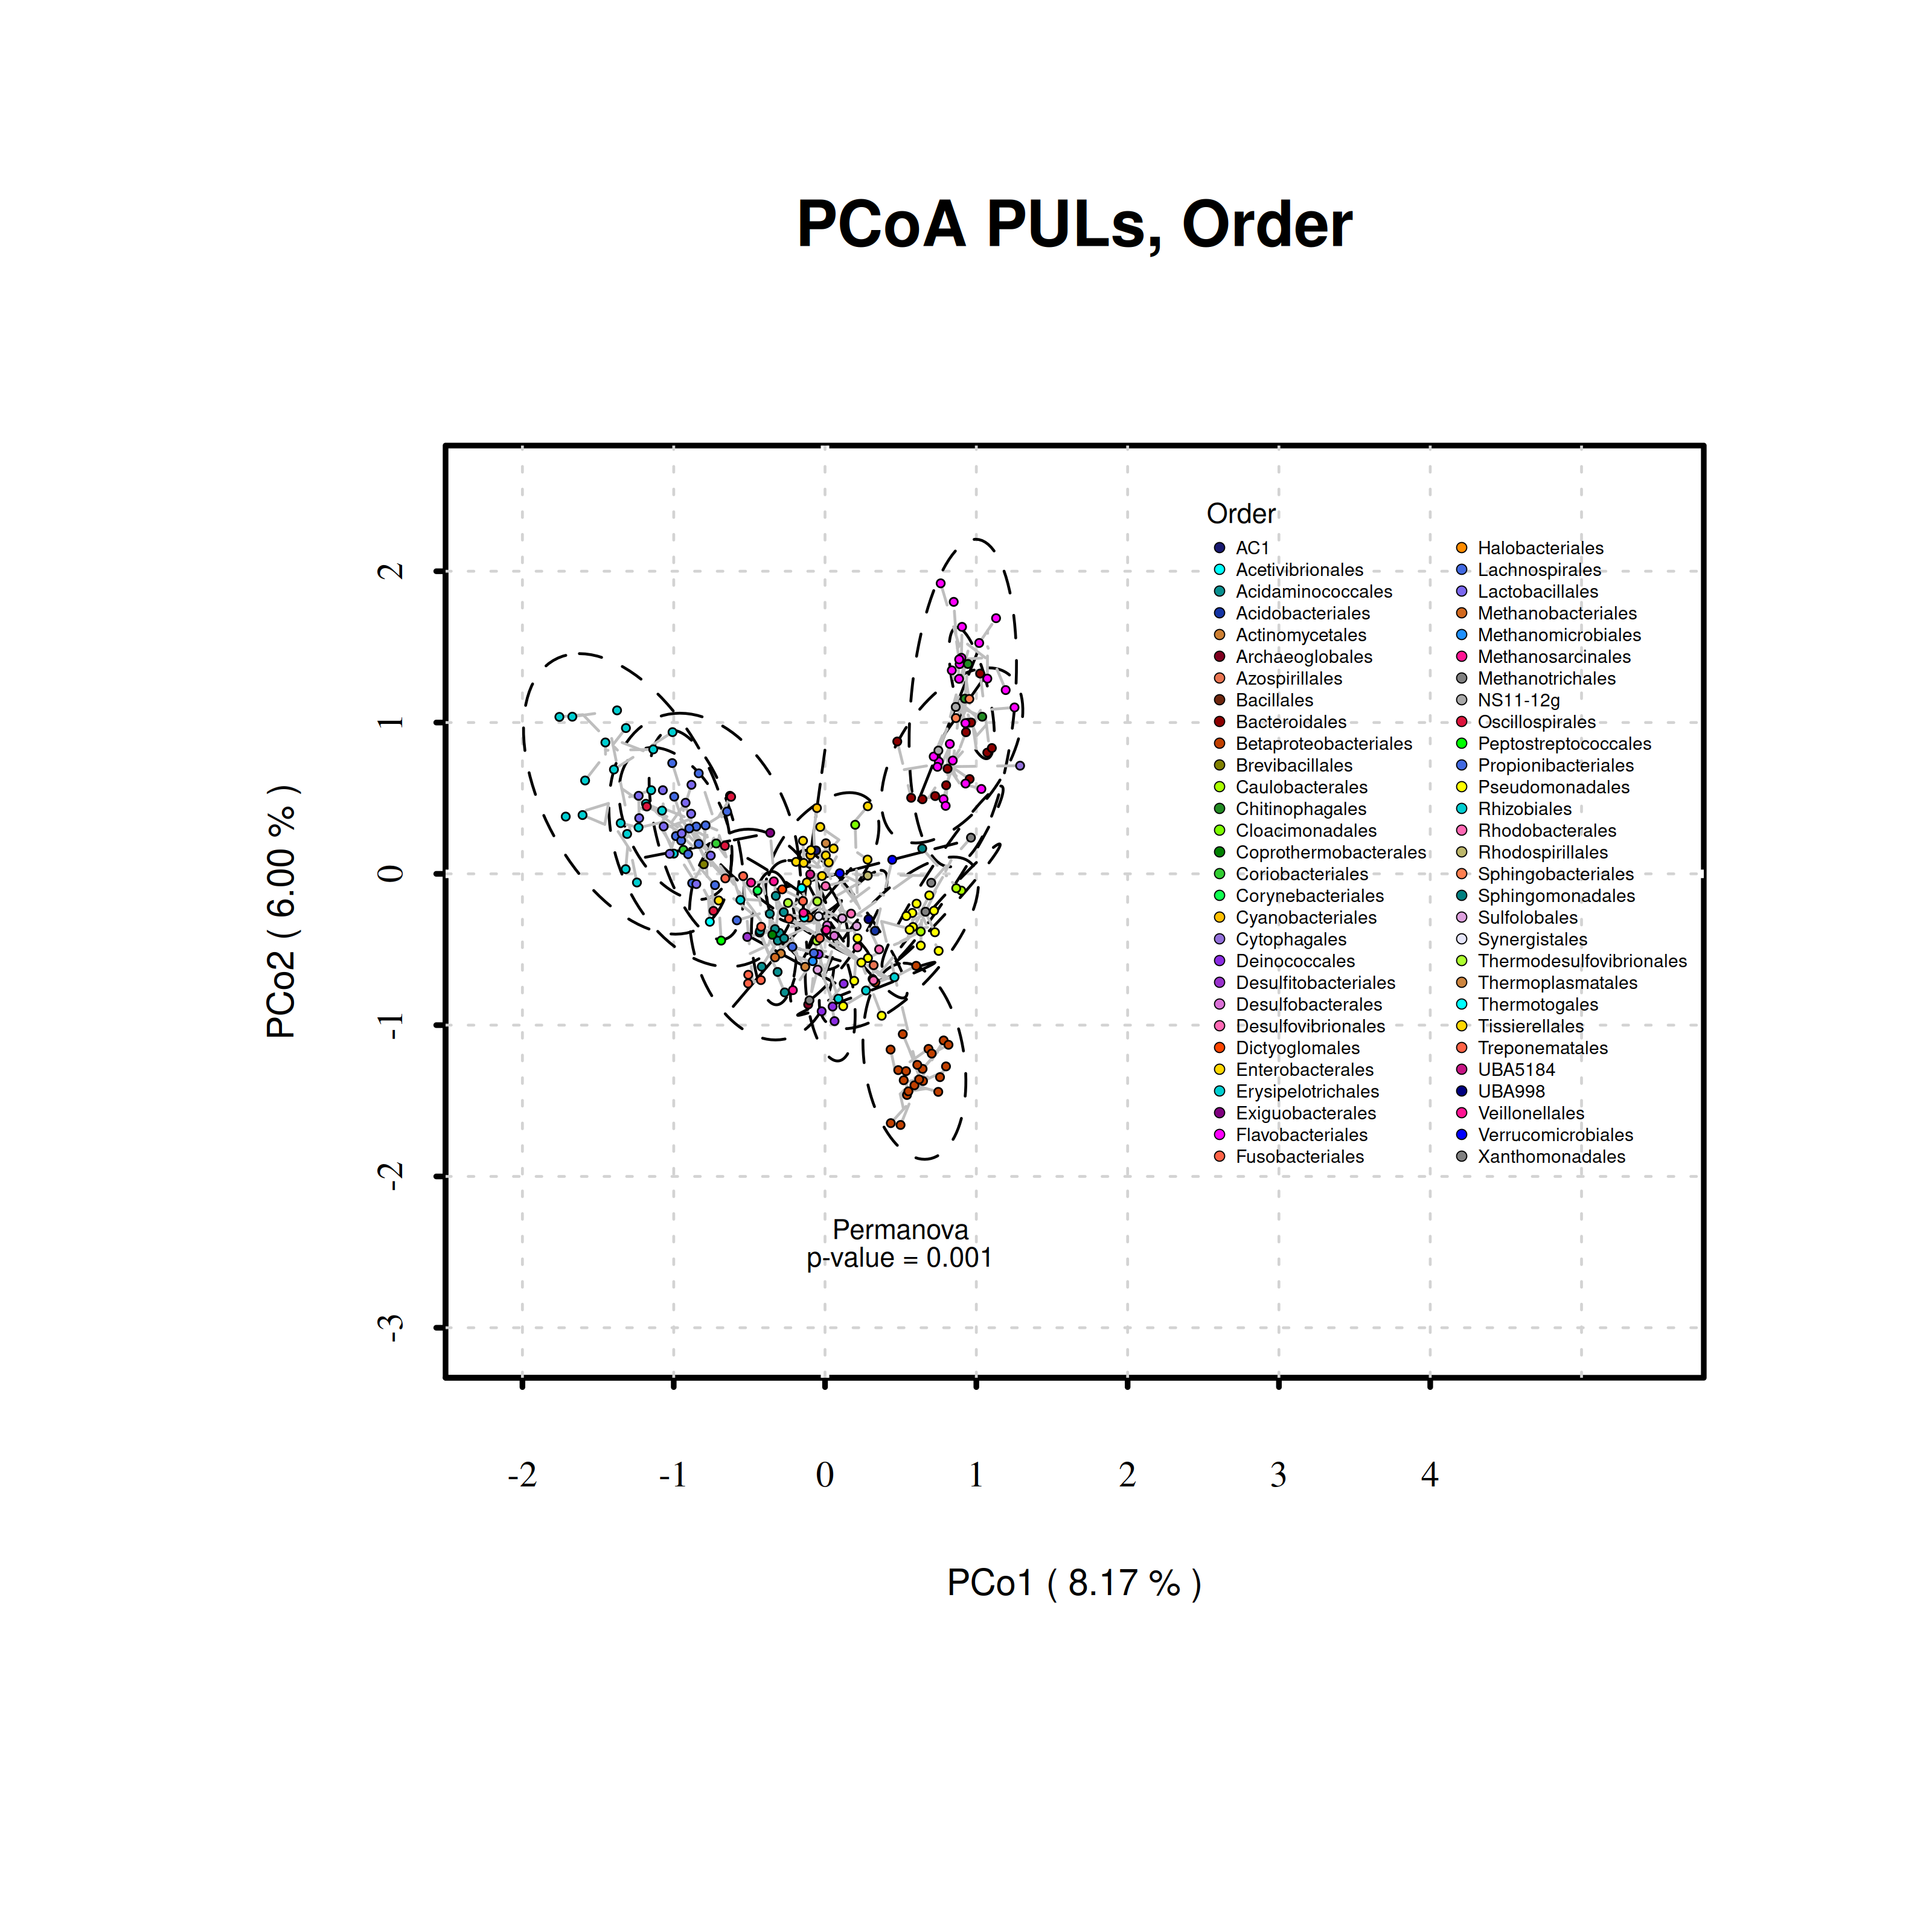 PCoA PULs, Order
PCo2 ( 6.00 % )
2
1
0
-1
-2
-3
Order
AC1
Acetivibrionales
Acidaminococcales
Acidobacteriales
Actinomycetales
Archaeoglobales
Azospirillales
Bacillales
Bacteroidales
Betaproteobacteriales
Brevibacillales
Caulobacterales
Chitinophagales
Cloacimonadales
Coprothermobacterales
Coriobacteriales
Corynebacteriales
Cyanobacteriales
Cytophagales
Deinococcales
Desulfitobacteriales
Desulfobacterales
Desulfovibrionales
Dictyoglomales
Enterobacterales
Erysipelotrichales
Exiguobacterales
Flavobacteriales
Fusobacteriales
Halobacteriales
Lachnospirales
Lactobacillales
Methanobacteriales
Methanomicrobiales
Methanosarcinales
Methanotrichales
NS11-12g
Oscillospirales
Peptostreptococcales
Propionibacteriales
Pseudomonadales
Rhizobiales
Rhodobacterales
Rhodospirillales
Sphingobacteriales
Sphingomonadales
Sulfolobales
Synergistales
Thermodesulfovibrionales
Thermoplasmatales
Thermotogales
Tissierellales
Treponematales
UBA5184
UBA998
Veillonellales
Verrucomicrobiales
Xanthomonadales
Permanova
p-value = 0.001
-2 -1 0 1 2 3 4
PCo1 ( 8.17 % )